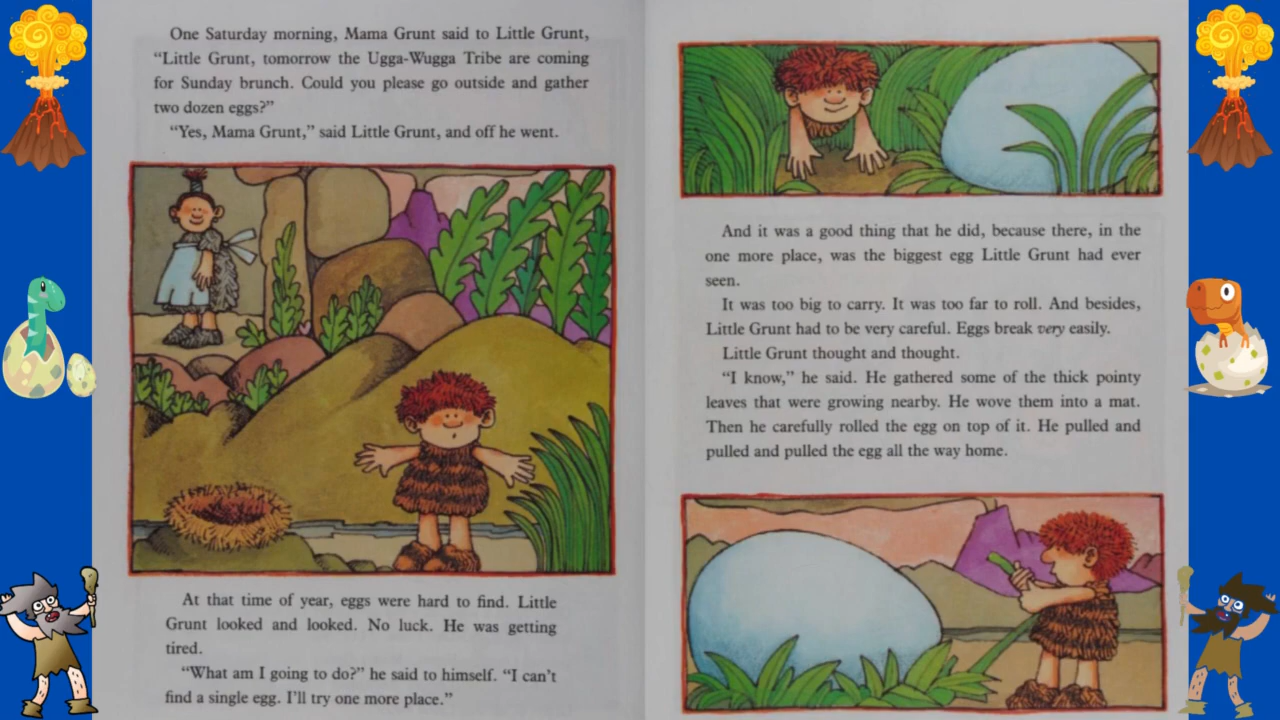 One Saturday morning, Mama Grunt said to Little Grunt,
“Little Grunt, tomorrow the Ugga-Wugga Tribe are coming
for Sunday brunch. Could you please go outside and gather
two dozen eggs?”
“Yes, Mama Grunt,” said Little Grunt, and off he went.
At that time of year, eggs were hard to find. Little
Grunt looked and looked. No luck. He was getting
tired.
“What am I going to do?” he said to himself. “I can’t
find a single egg. I’ll try one more place.”
And it was a good thing that he did, because there, in the
one more place, was the biggest egg Little Grunt had ever
seen.
It was too big to carry. It was too far to roll. And besides,
Little Grunt had to be very careful. Eggs break very easily.
Little Grunt thought and thought.
“I know,” he said. He gathered some of the thick pointy
leaves that were growing nearby. He wove them into a mat.
Then he carefully rolled the egg on top of it. He pulled and
pulled and pulled the egg all the way home.